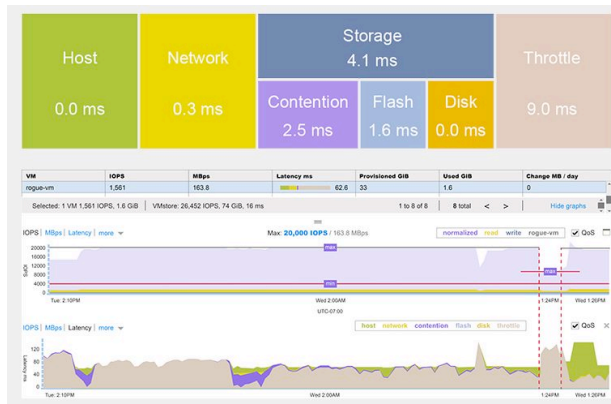 Host
0.0 ms
Network
0.3 ms
Storage
4.1 ms
Contention
2.5 ms
Flash
1.6 ms
Disk
0.0 ms
Throttle
9.0 ms
VM IOPS MBps Latency ms Provisioned GiB Used GiB Change MB / day
rogue-vm 1,561 163.8 62.6 33 1.6 0
Selected: 1 VM 1,561 IOPS, 1.6 GiB | VMstore: 26,452 IOPS, 74 GiB, 16 ms 1 to 8 of 8 8 total < > Hide graphs
IOPS | MBps | Latency | more Max: 20,000 IOPS / 163.8 MBps normalized read write rogue-vm QoS
20000
16000
12000
8000
4000
0
IOPS
max
max
min
Tue: 2:10PM Wed 2:00AM 1:24PM Wed 1:26PM
UTC-07:00
IOPS | MBps | Latency | more host network contention flash disk throttle QoS
120
80
40
0
Latency ms
Tue: 2:10PM Wed 2:00AM 1:24PM Wed 1:26PM